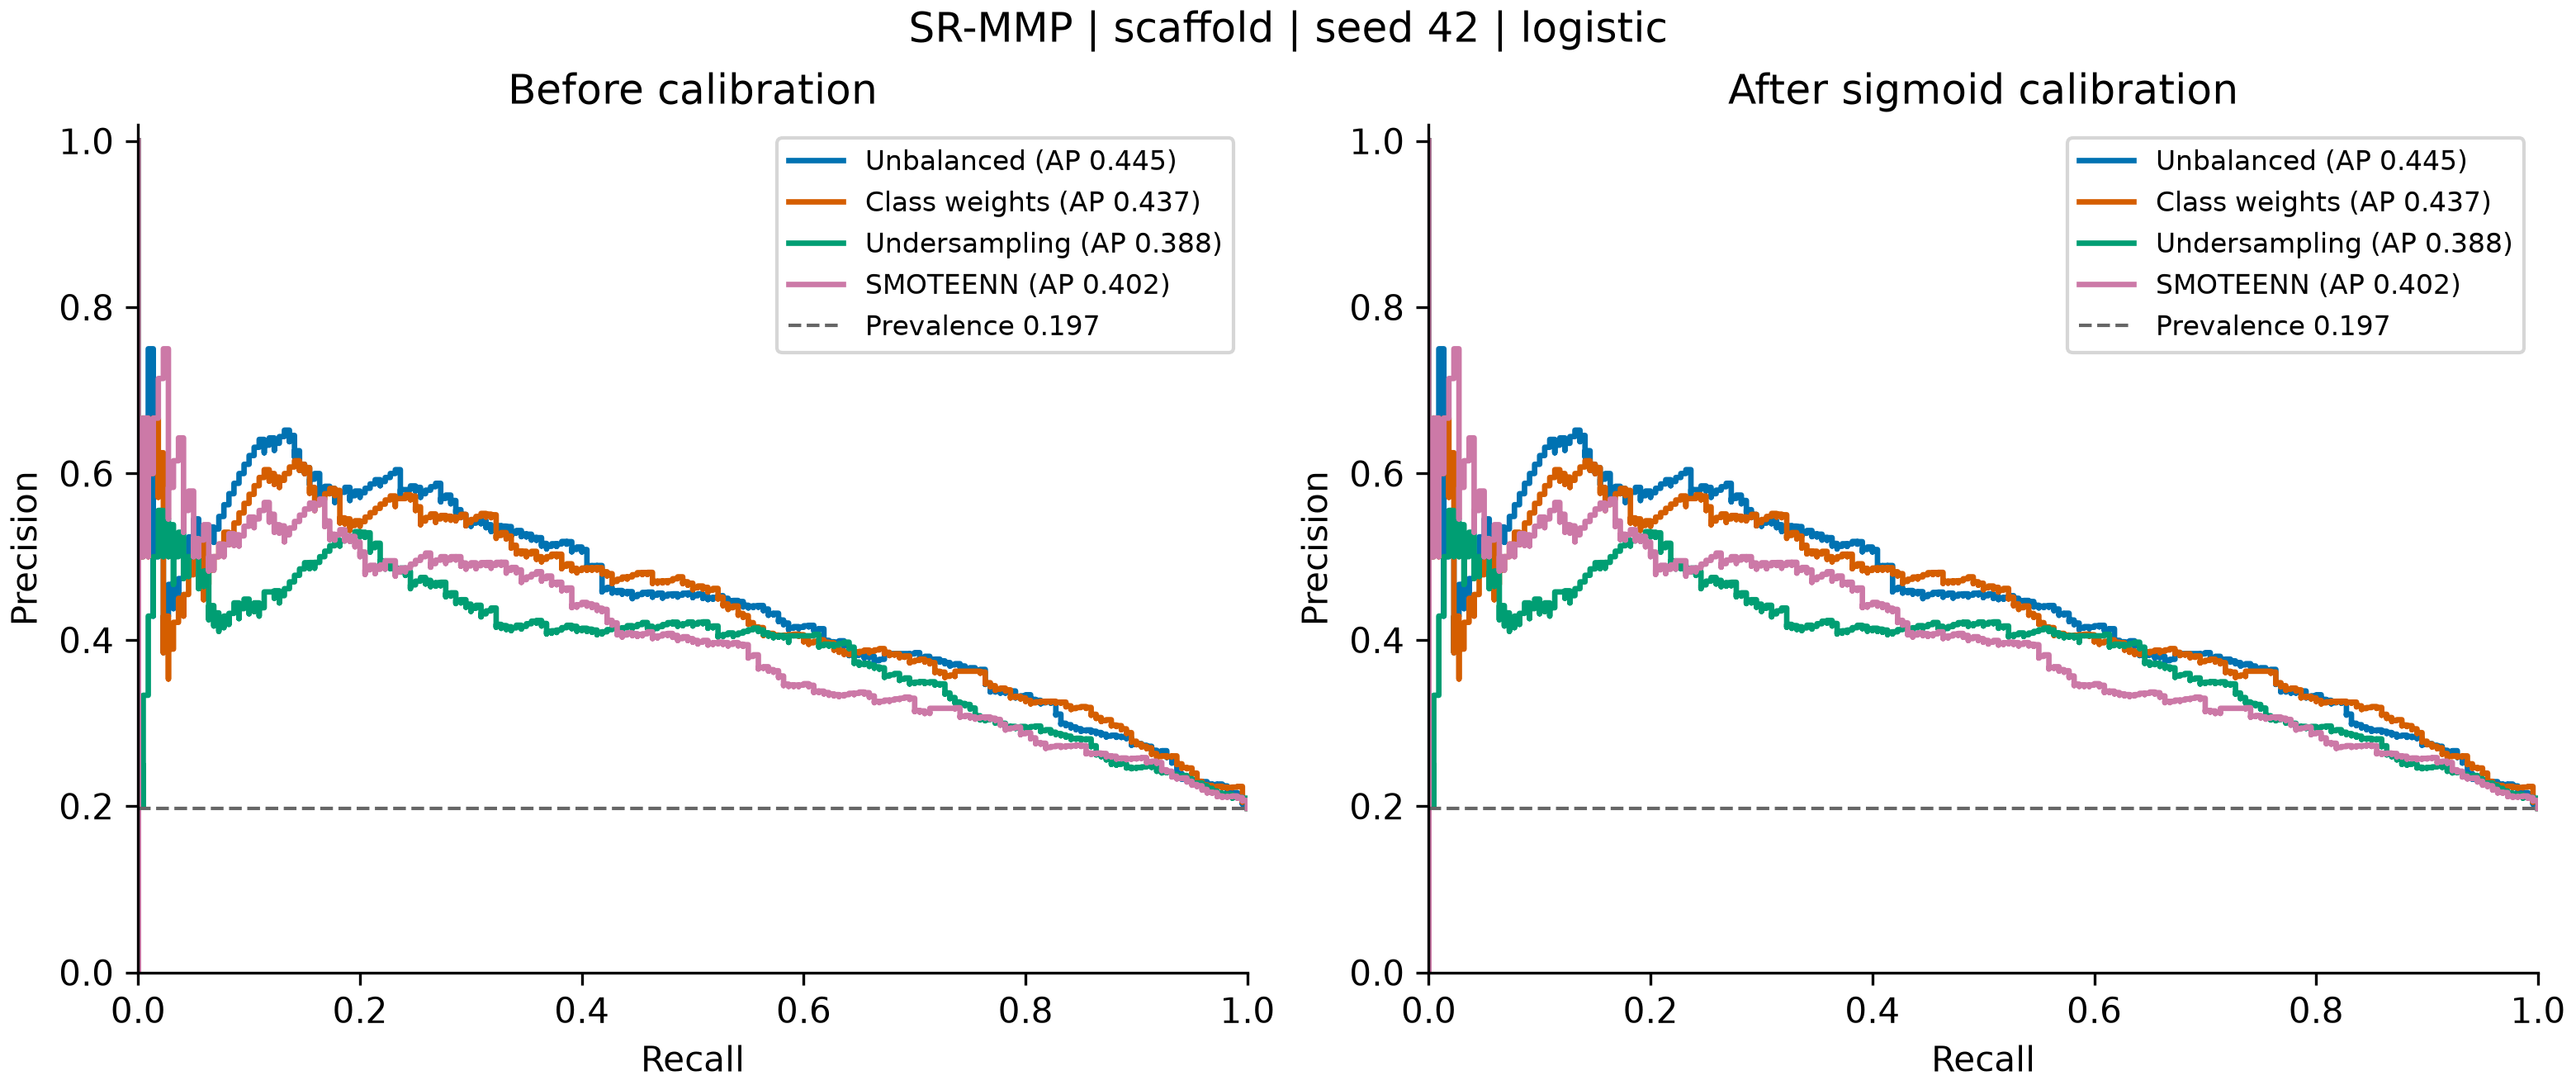 SR-MMP | scaffold | seed 42 | logistic
Before calibration
Precision
1.0
0.8
0.6
0.4
0.2
0.0
Unbalanced (AP 0.445)
Class weights (AP 0.437)
Undersampling (AP 0.388)
SMOTEENN (AP 0.402)
Prevalence 0.197
0.0 0.2 0.4 0.6 0.8 1.0
Recall
After sigmoid calibration
Precision
1.0
0.8
0.6
0.4
0.2
0.0
Unbalanced (AP 0.445)
Class weights (AP 0.437)
Undersampling (AP 0.388)
SMOTEENN (AP 0.402)
Prevalence 0.197
0.0 0.2 0.4 0.6 0.8 1.0
Recall